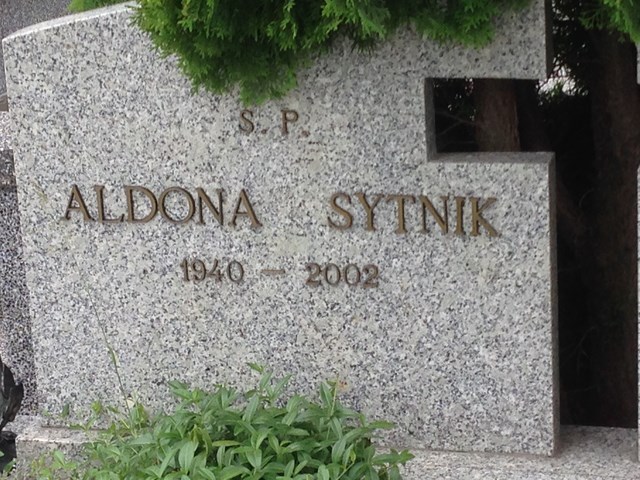 S. P.
ALDONA SYTNIK
1940 – 2002